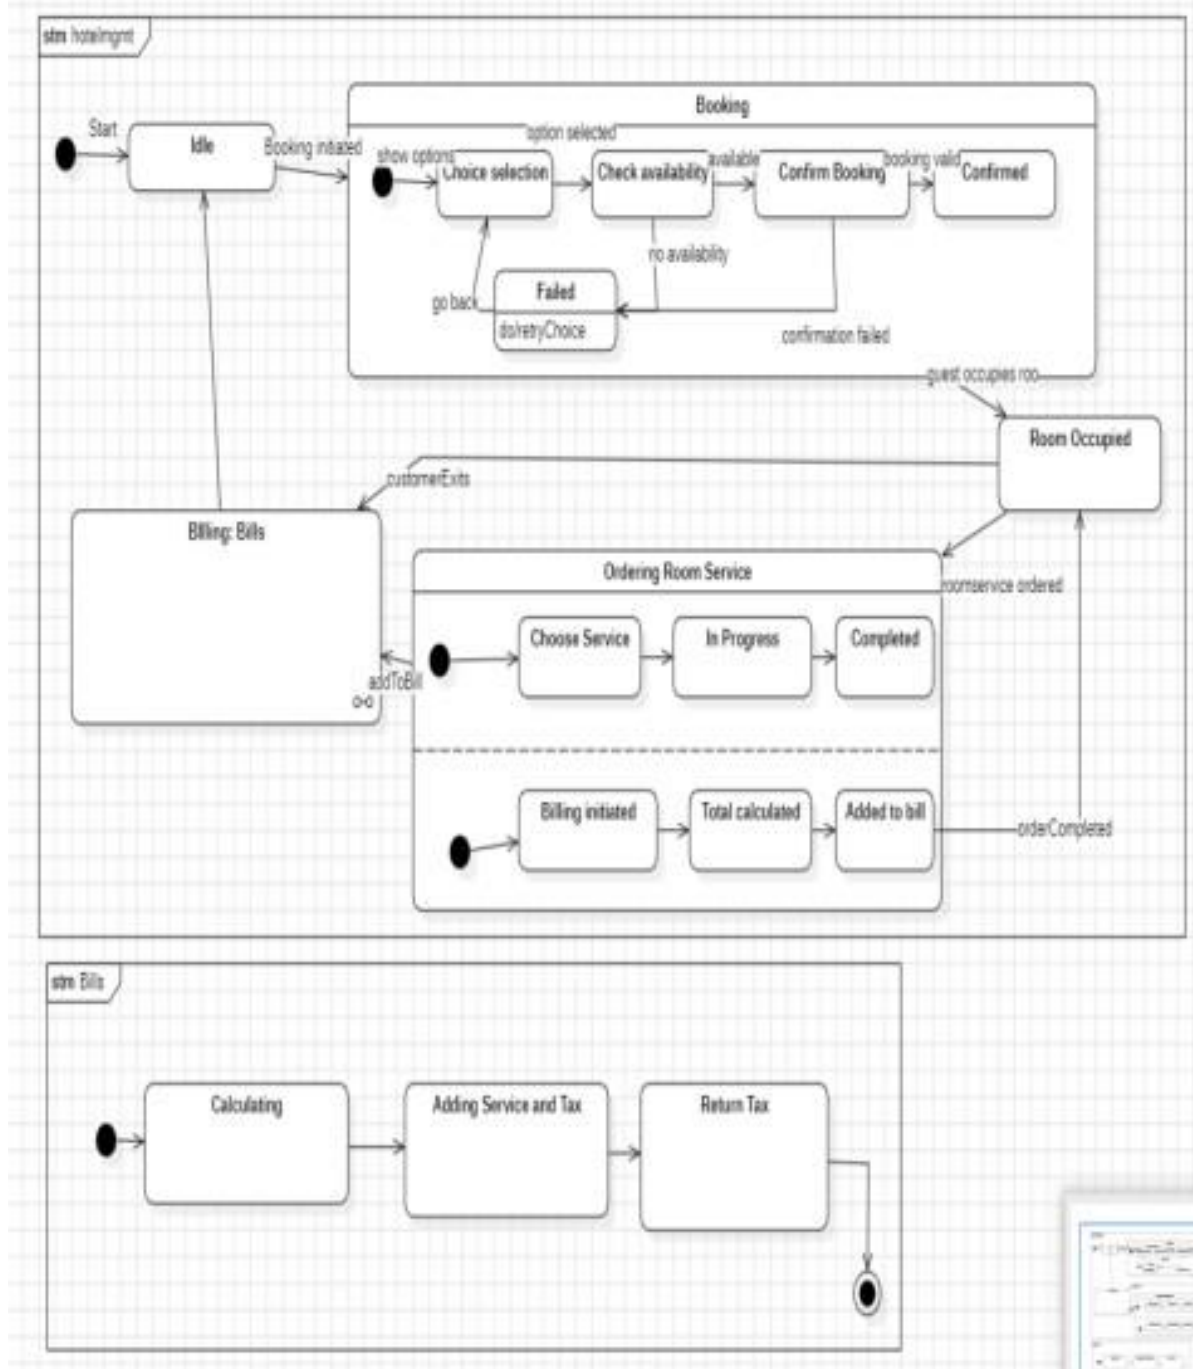 stm hotelmgmt
Booking
Start
Idle
Booking initiated
show options
option selected
Choice selection
Check availability
available
Confirm Booking
booking valid
Confirmed
no availability
go back
Failed
do/retryChoice
confirmation failed
guest occupies roo
Room Occupied
customerExits
BIlling: Bills
Ordering Room Service
roomservice ordered
Choose Service
In Progress
Completed
addToBill
Billing initiated
Total calculated
Added to bill
orderCompleted
stm Bills
Calculating
Adding Service and Tax
Return Tax